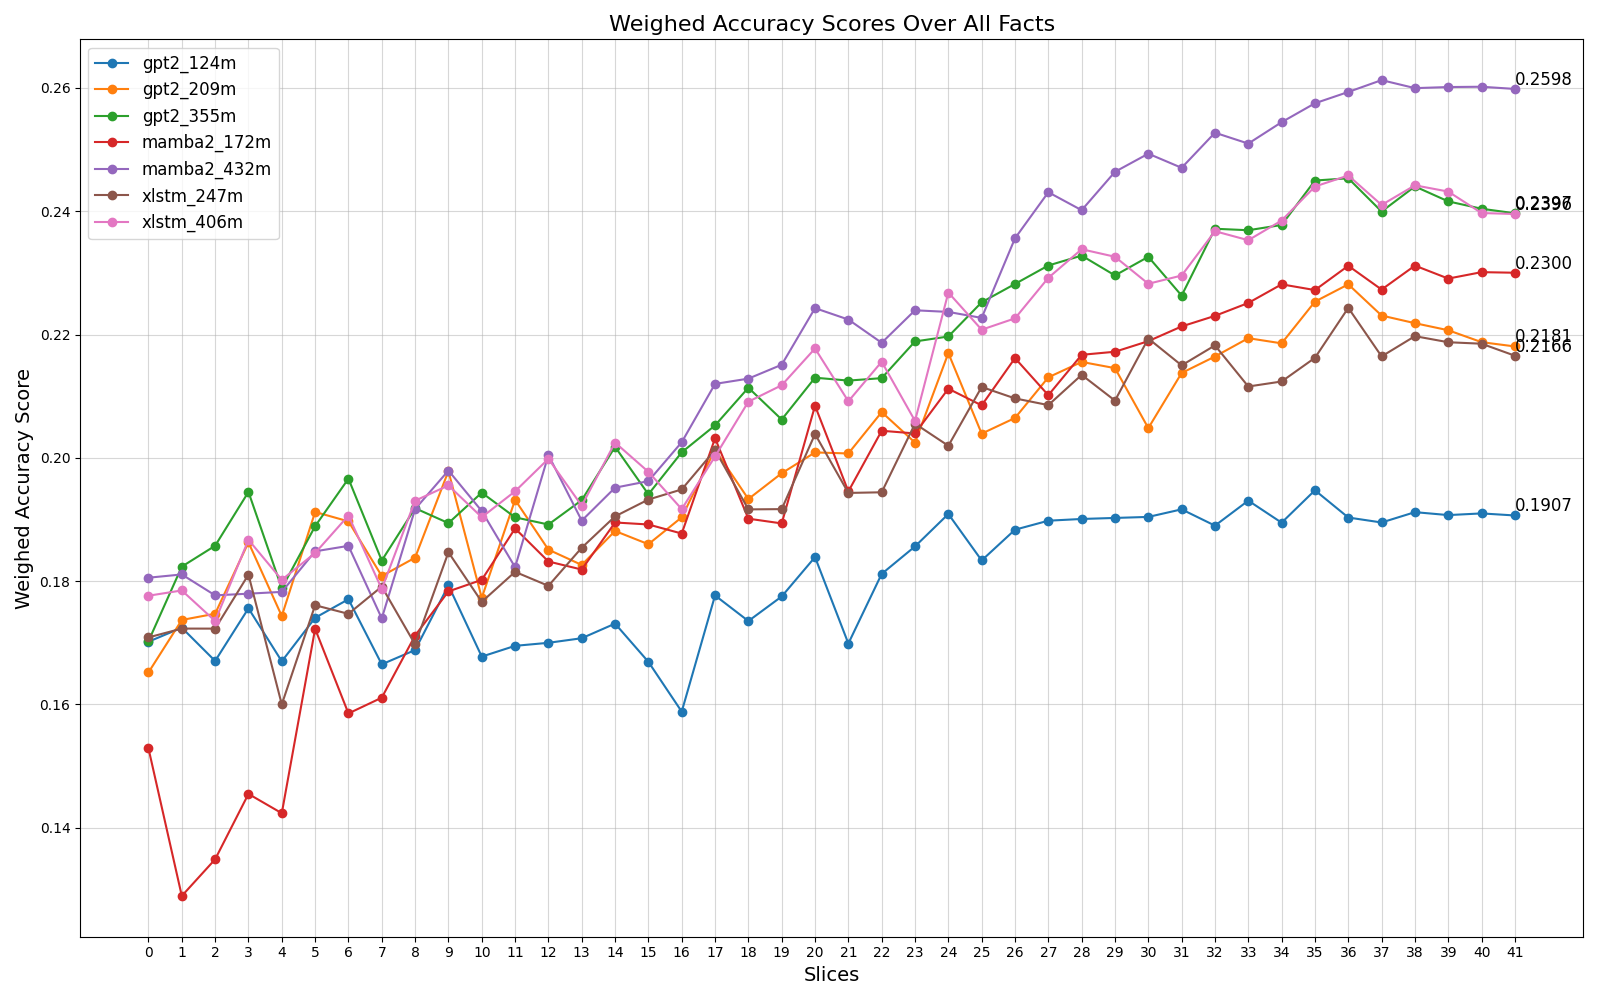 Weighed Accuracy Scores Over All Facts
gpt2_124m
gpt2_209m
gpt2_355m
mamba2_172m
mamba2_432m
xlstm_247m
xlstm_406m
Weighed Accuracy Score
0.26
0.24
0.22
0.20
0.18
0.16
0.14
0.2598
0.2397
0.2396
0.2300
0.2181
0.2166
0.1907
0 1 2 3 4 5 6 7 8 9 10 11 12 13 14 15 16 17 18 19 20 21 22 23 24 25 26 27 28 29 30 31 32 33 34 35 36 37 38 39 40 41
Slices